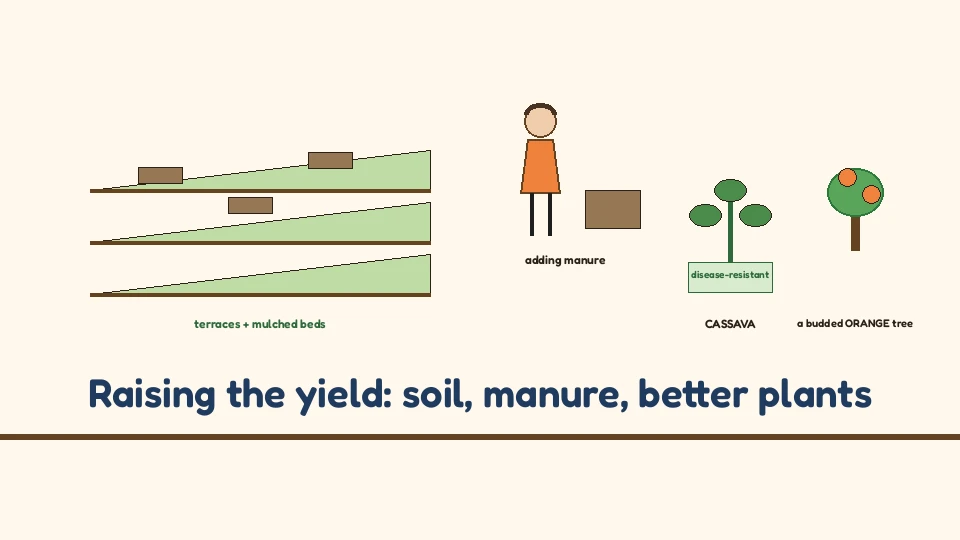 adding manure
disease-resistant
terraces + mulched beds
CASSAVA
a budded ORANGE tree
Raising the yield: soil, manure, better plants